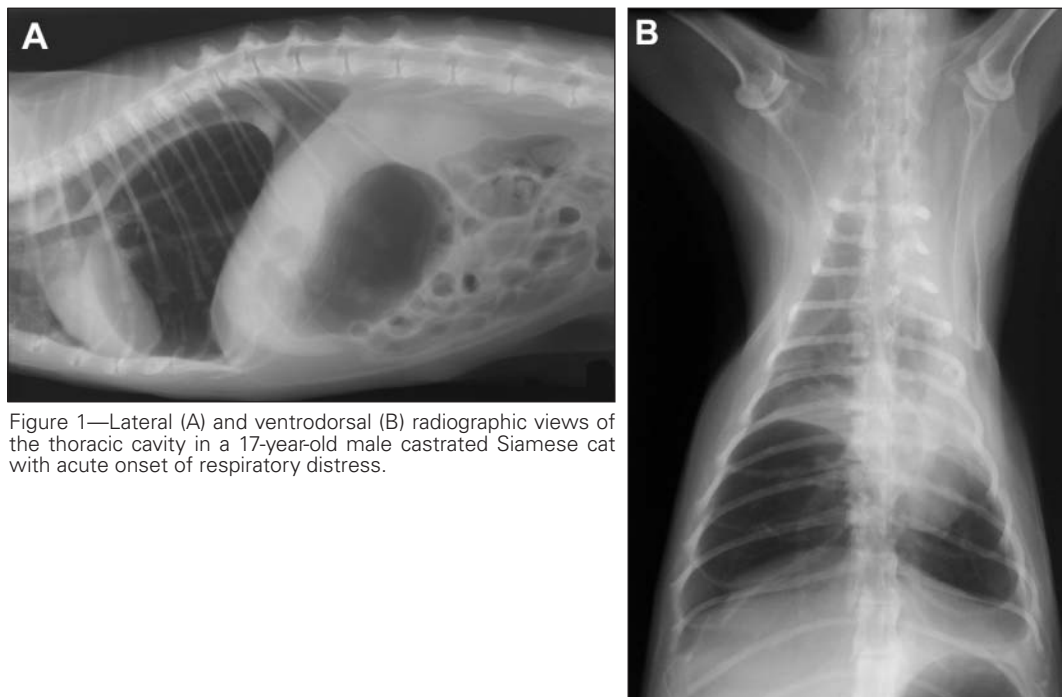 A
B
Figure 1—Lateral (A) and ventrodorsal (B) radiographic views of
the thoracic cavity in a 17-year-old male castrated Siamese cat
with acute onset of respiratory distress.